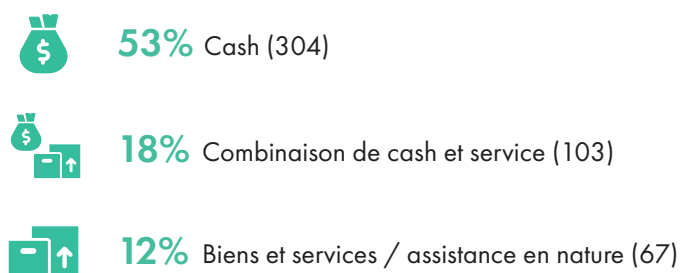 53% Cash (304)
18% Combinaison de cash et service (103)
12% Biens et services / assistance en nature (67)